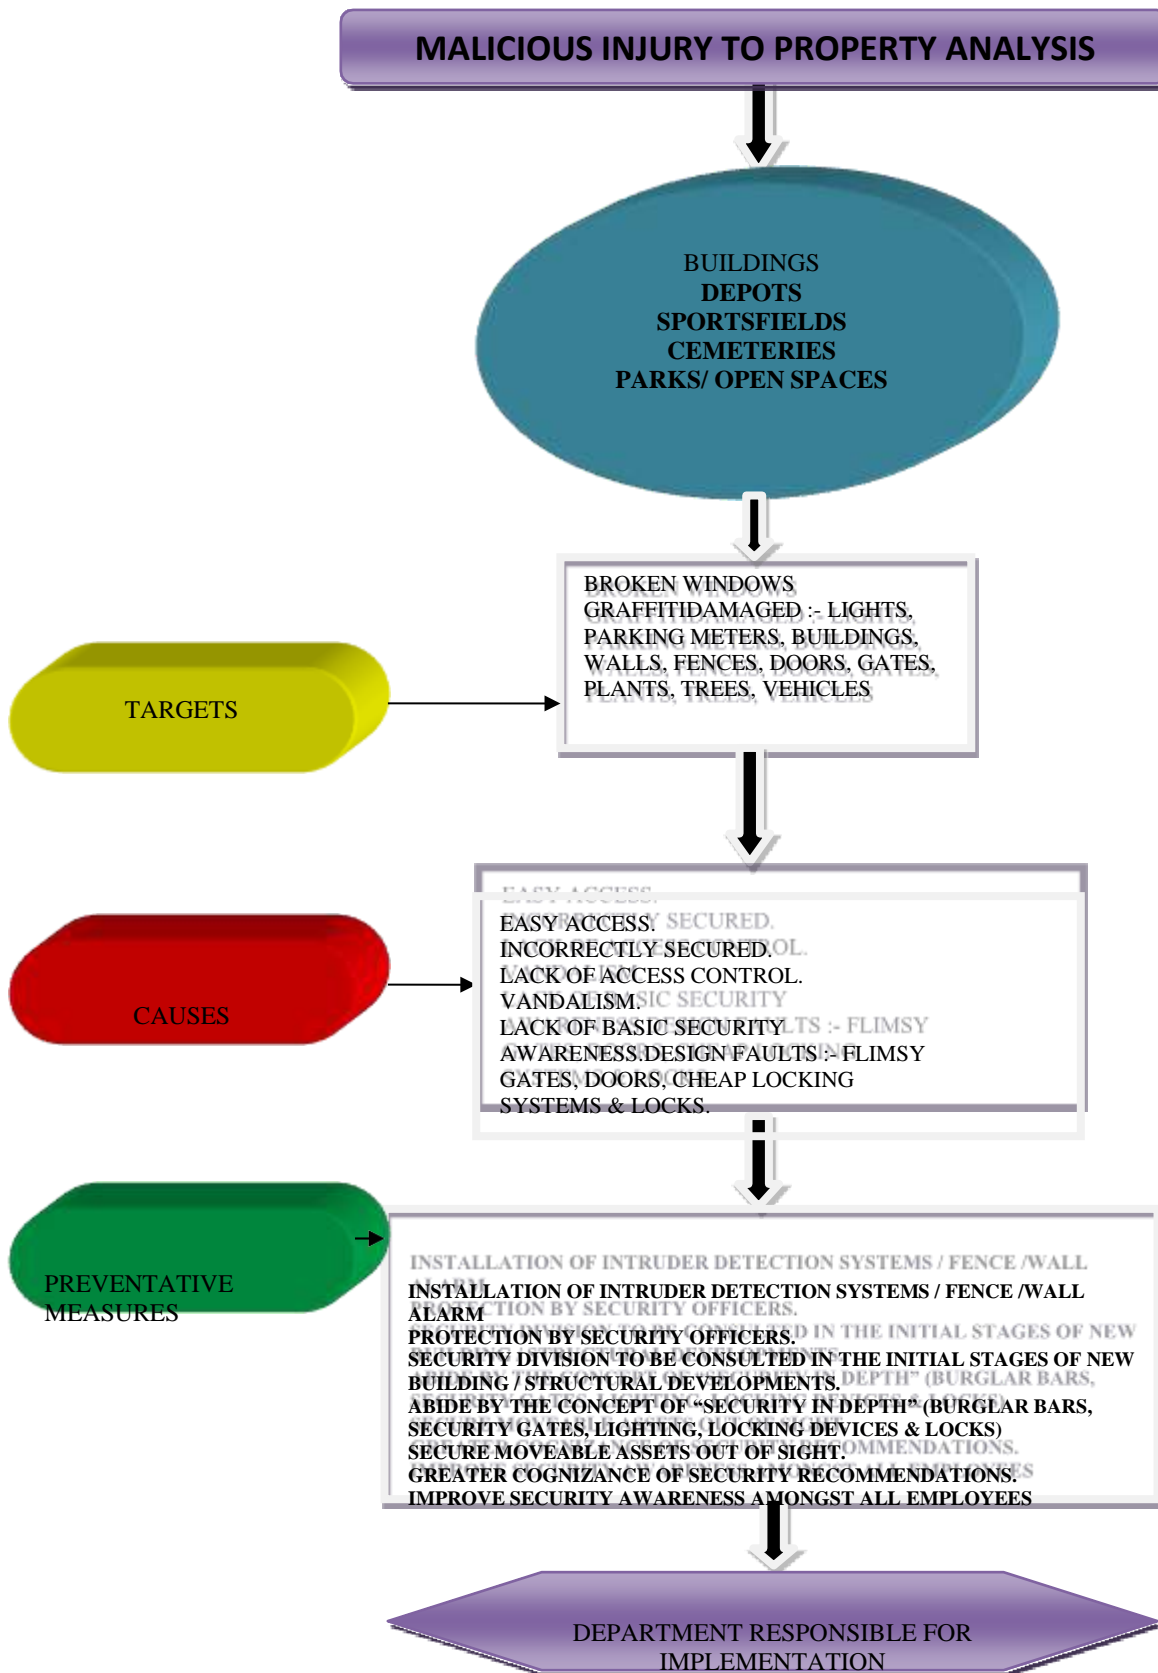 MALICIOUS INJURY TO PROPERTY ANALYSIS
BUILDINGS
DEPOTS
SPORTSFIELDS
CEMETERIES
PARKS/ OPEN SPACES
BROKEN WINDOWS
GRAFFITIDAMAGED :- LIGHTS,
PARKING METERS, BUILDINGS,
WALLS, FENCES, DOORS, GATES,
PLANTS, TREES, VEHICLES
TARGETS
EASY ACCESS.
INCORRECTLY SECURED.
LACK OF ACCESS CONTROL.
VANDALISM.
LACK OF BASIC SECURITY
AWARENESS.DESIGN FAULTS :- FLIMSY
GATES, DOORS, CHEAP LOCKING
SYSTEMS & LOCKS.
CAUSES
PREVENTATIVE
MEASURES
INSTALLATION OF INTRUDER DETECTION SYSTEMS / FENCE /WALL
ALARM
PROTECTION BY SECURITY OFFICERS.
SECURITY DIVISION TO BE CONSULTED IN THE INITIAL STAGES OF NEW
BUILDING / STRUCTURAL DEVELOPMENTS.
ABIDE BY THE CONCEPT OF “SECURITY IN DEPTH” (BURGLAR BARS,
SECURITY GATES, LIGHTING, LOCKING DEVICES & LOCKS)
SECURE MOVEABLE ASSETS OUT OF SIGHT.
GREATER COGNIZANCE OF SECURITY RECOMMENDATIONS.
IMPROVE SECURITY AWARENESS AMONGST ALL EMPLOYEES
DEPARTMENT RESPONSIBLE FOR
IMPLEMENTATION